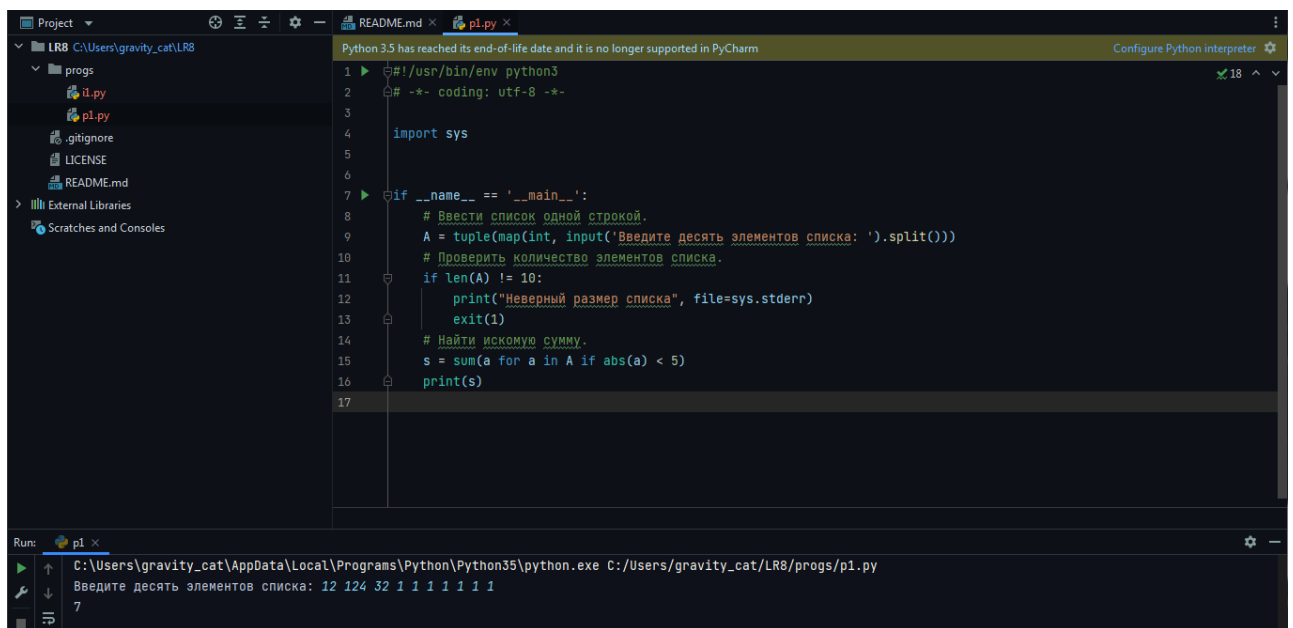 Project
README.md
p1.py
LR8 C:\Users\gravity_cat\LR8
progs
i1.py
p1.py
.gitignore
LICENSE
README.md
External Libraries
Scratches and Consoles
Python 3.5 has reached its end-of-life date and it is no longer supported in PyCharm
Configure Python interpreter
18
1 #!/usr/bin/env python3
2 # -*- coding: utf-8 -*-
3
4 import sys
5
6
7 if __name__ == '__main__':
8 # Ввести список одной строкой.
9 A = tuple(map(int, input('Введите десять элементов списка: ').split()))
10 # Проверить количество элементов списка.
11 if len(A) != 10:
12 print("Неверный размер списка", file=sys.stderr)
13 exit(1)
14 # Найти искомую сумму.
15 s = sum(a for a in A if abs(a) < 5)
16 print(s)
17
Run: p1
C:\Users\gravity_cat\AppData\Local\Programs\Python\Python35\python.exe C:/Users/gravity_cat/LR8/progs/p1.py
Введите десять элементов списка: 12 124 32 1 1 1 1 1 1 1
7